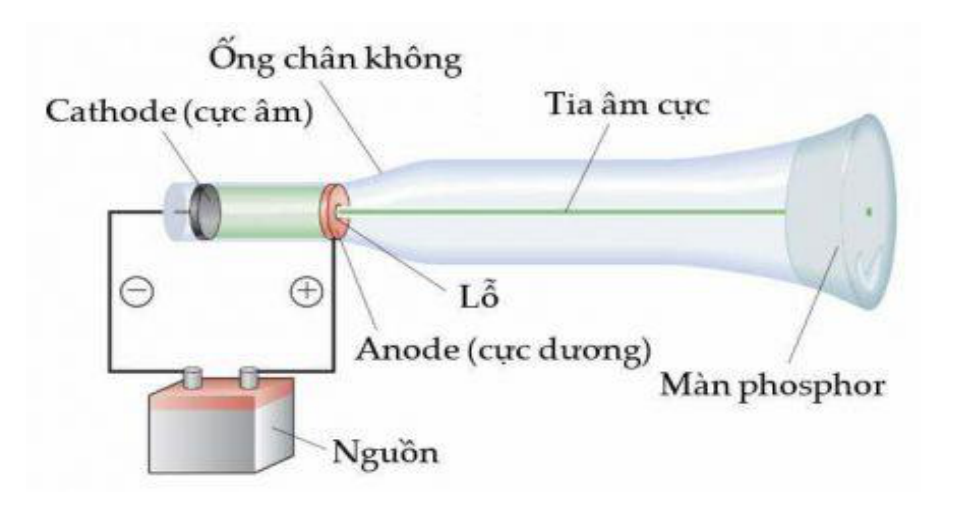 Ống chân không
Cathode (cực âm)
Tia âm cực
−
+
Lỗ
Anode (cực dương)
Màn phosphor
Nguồn